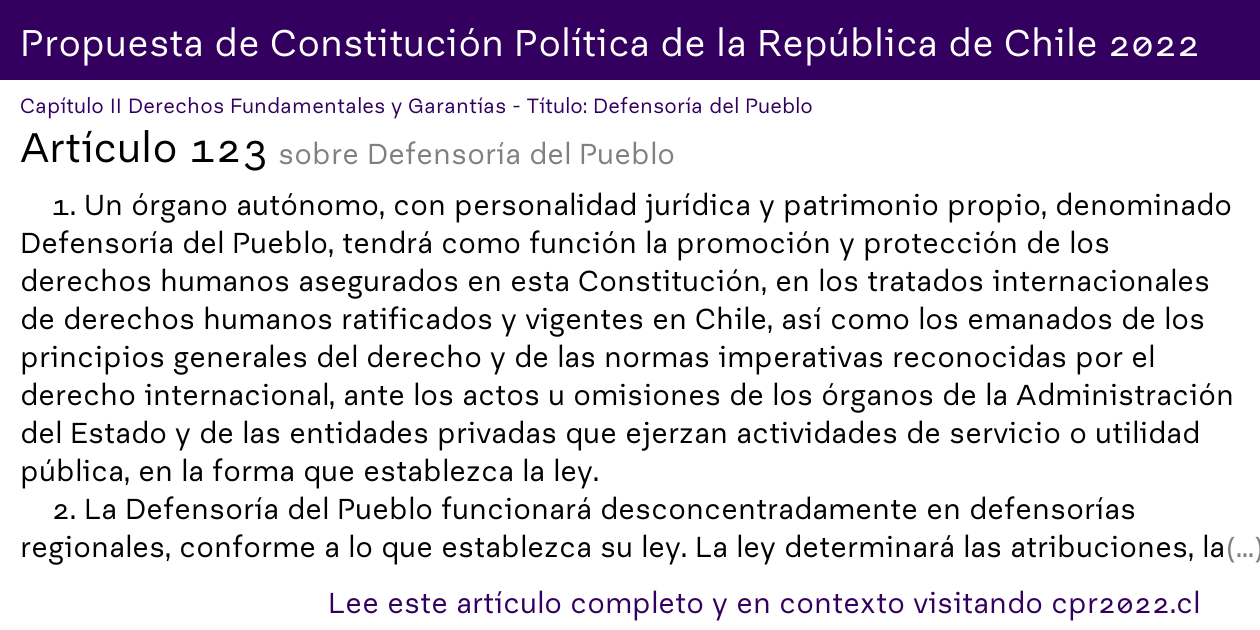 Propuesta de Constitución Política de la República de Chile 2022
Capítulo II Derechos Fundamentales y Garantías - Título: Defensoría del Pueblo
Artículo 123 sobre Defensoría del Pueblo
1. Un órgano autónomo, con personalidad jurídica y patrimonio propio, denominado
Defensoría del Pueblo, tendrá como función la promoción y protección de los
derechos humanos asegurados en esta Constitución, en los tratados internacionales
de derechos humanos ratificados y vigentes en Chile, así como los emanados de los
principios generales del derecho y de las normas imperativas reconocidas por el
derecho internacional, ante los actos u omisiones de los órganos de la Administración
del Estado y de las entidades privadas que ejerzan actividades de servicio o utilidad
pública, en la forma que establezca la ley.
2. La Defensoría del Pueblo funcionará desconcentradamente en defensorías
regionales, conforme a lo que establezca su ley. La ley determinará las atribuciones, la(...)
Lee este artículo completo y en contexto visitando cpr2022.cl